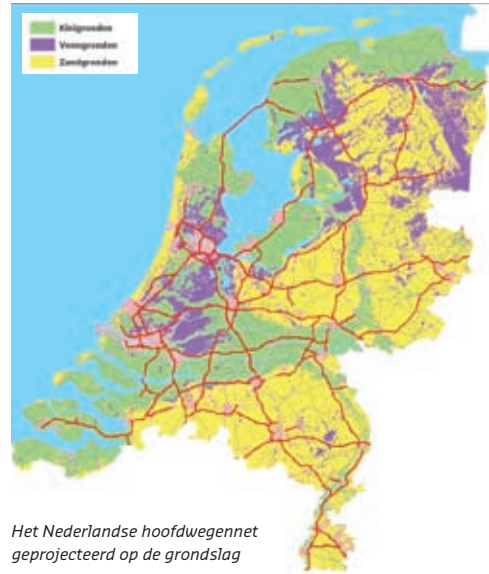 Kleigronden
Veengronden
Zandgronden
Het Nederlandse hoofdwegennet
geprojecteerd op de grondslag